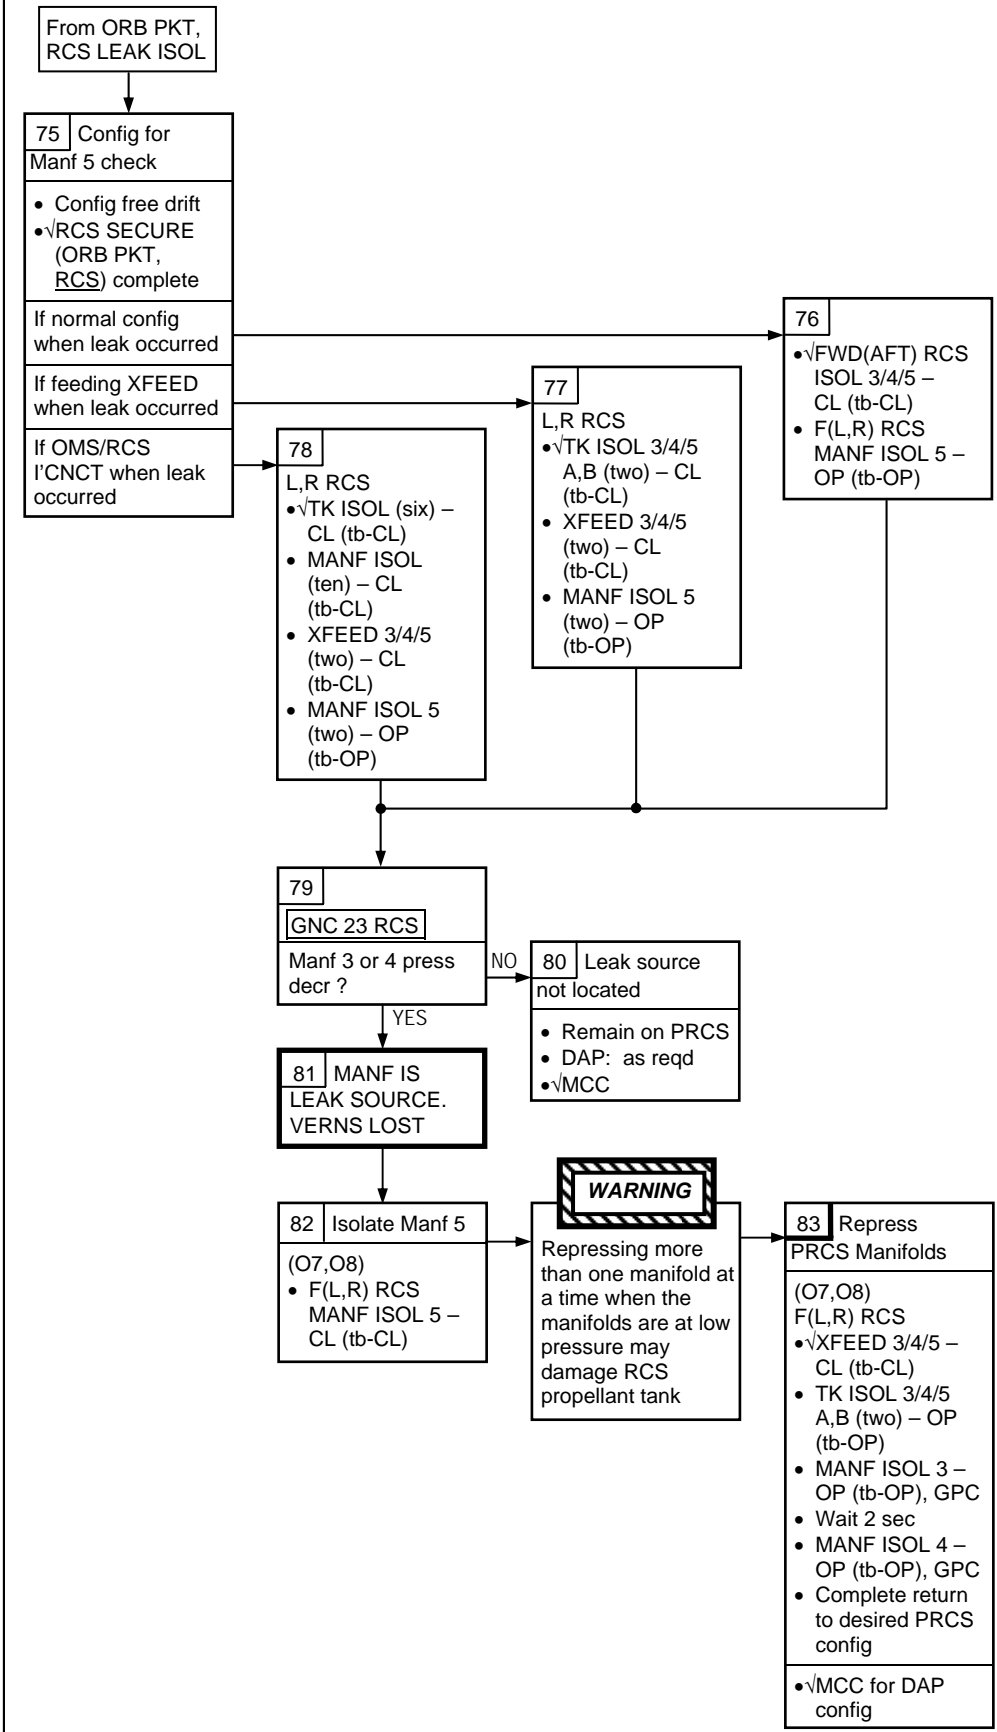 From ORB PKT,
RCS LEAK ISOL
75 Config for
Manf 5 check
• Config free drift
•√RCS SECURE
(ORB PKT,
RCS) complete
If normal config
when leak occurred
If feeding XFEED
when leak occurred
If OMS/RCS
I'CNCT when leak
occurred
76
•√FWD(AFT) RCS
ISOL 3/4/5 –
CL (tb-CL)
• F(L,R) RCS
MANF ISOL 5 –
OP (tb-OP)
77
L,R RCS
•√TK ISOL 3/4/5
A,B (two) – CL
(tb-CL)
• XFEED 3/4/5
(two) – CL
(tb-CL)
• MANF ISOL 5
(two) – OP
(tb-OP)
78
L,R RCS
•√TK ISOL (six) –
CL (tb-CL)
• MANF ISOL
(ten) – CL
(tb-CL)
• XFEED 3/4/5
(two) – CL
(tb-CL)
• MANF ISOL 5
(two) – OP
(tb-OP)
79
GNC 23 RCS
Manf 3 or 4 press
decr ?
NO
YES
80 Leak source
not located
• Remain on PRCS
• DAP: as reqd
•√MCC
81 MANF IS
LEAK SOURCE.
VERNS LOST
82 Isolate Manf 5
(O7,O8)
• F(L,R) RCS
MANF ISOL 5 –
CL (tb-CL)
WARNING
Repressing more
than one manifold at
a time when the
manifolds are at low
pressure may
damage RCS
propellant tank
83 Repress
PRCS Manifolds
(O7,O8)
F(L,R) RCS
•√XFEED 3/4/5 –
CL (tb-CL)
• TK ISOL 3/4/5
A,B (two) – OP
(tb-OP)
• MANF ISOL 3 –
OP (tb-OP), GPC
• Wait 2 sec
• MANF ISOL 4 –
OP (tb-OP), GPC
• Complete return
to desired PRCS
config
•√MCC for DAP
config